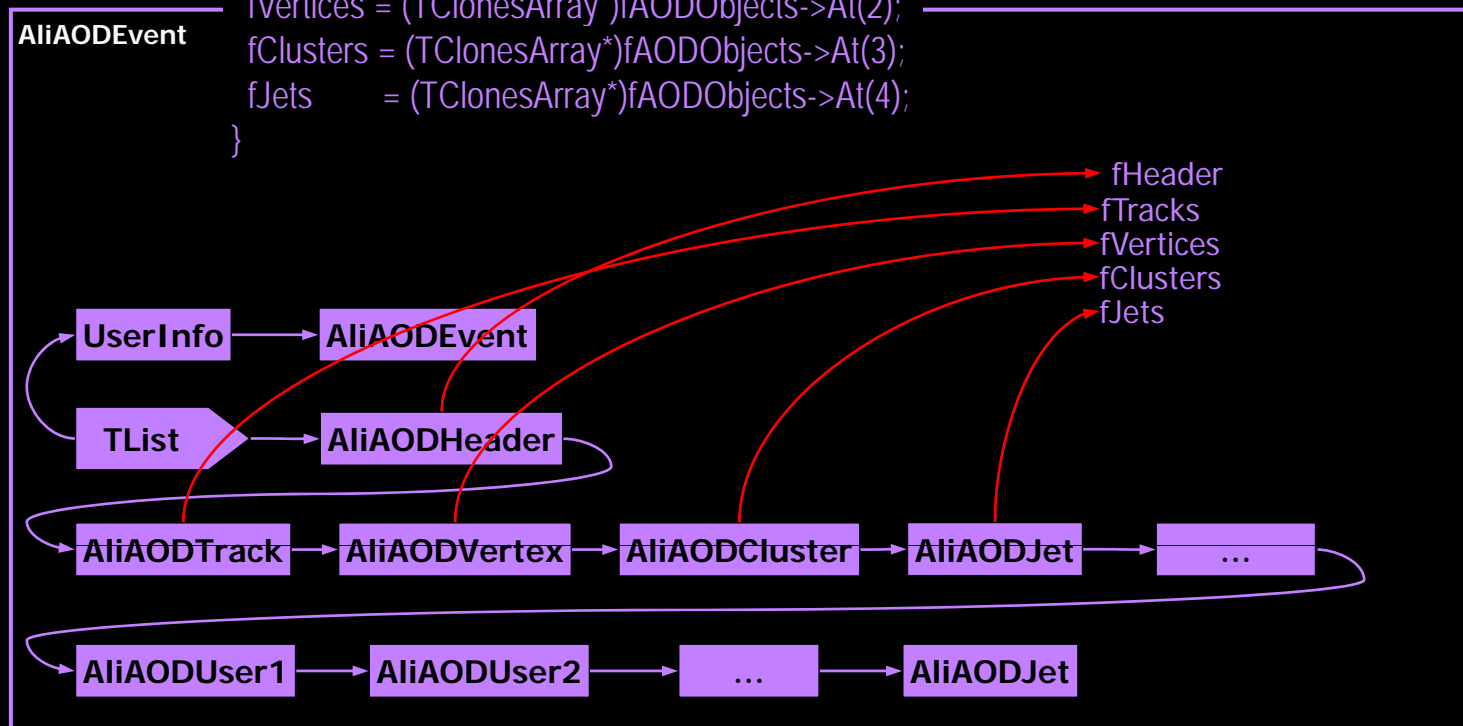 fVertices = (TClonesArray*)fAODObjects->At(2);
AliAODEvent
fClusters = (TClonesArray*)fAODObjects->At(3);
fJets = (TClonesArray*)fAODObjects->At(4);
}
fHeader
fTracks
fVertices
fClusters
fJets
UserInfo AliAODEvent
TList AliAODHeader
AliAODTrack AliAODVertex AliAODCluster AliAODJet ...
AliAODUser1 AliAODUser2 ... AliAODJet